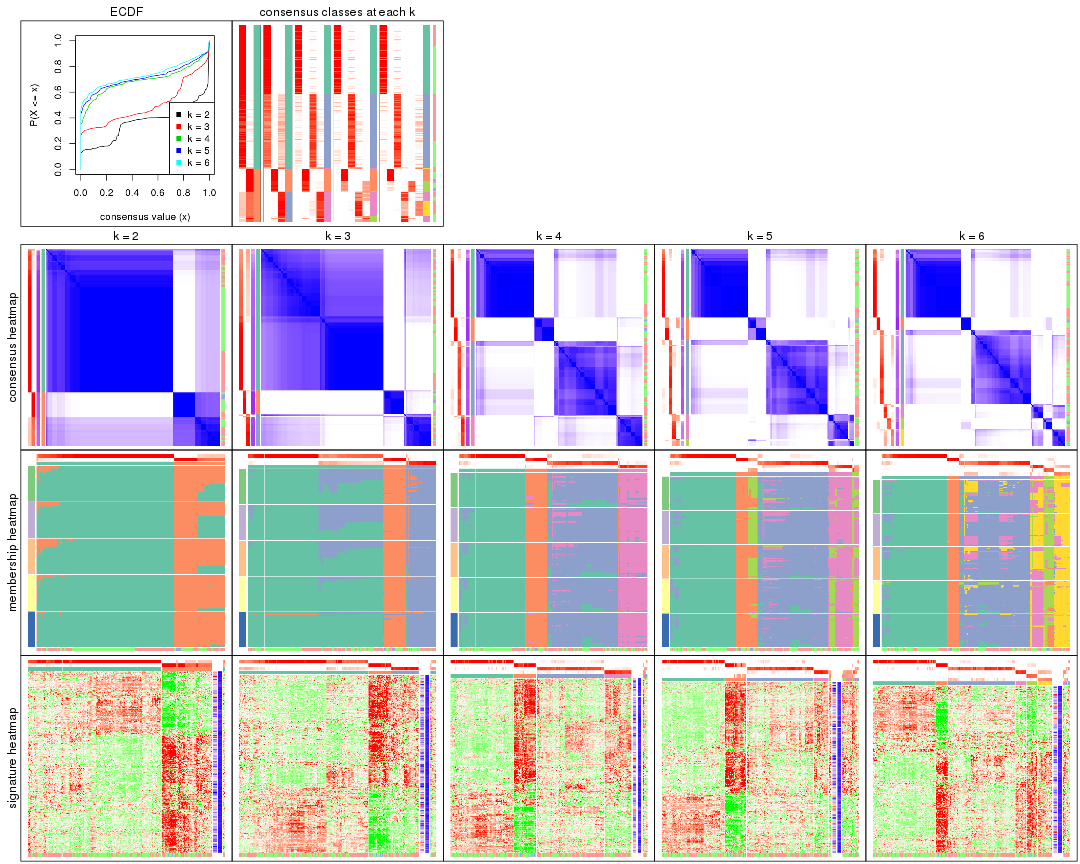 ECDF
consensus classes at each k
P(X <= x)
0.0 0.2 0.4 0.6 0.8 1.0
k = 2
k = 3
k = 4
k = 5
k = 6
0.0 0.2 0.4 0.6 0.8 1.0
consensus value (x)
k = 2
k = 3
k = 4
k = 5
k = 6
consensus heatmap
membership heatmap
signature heatmap